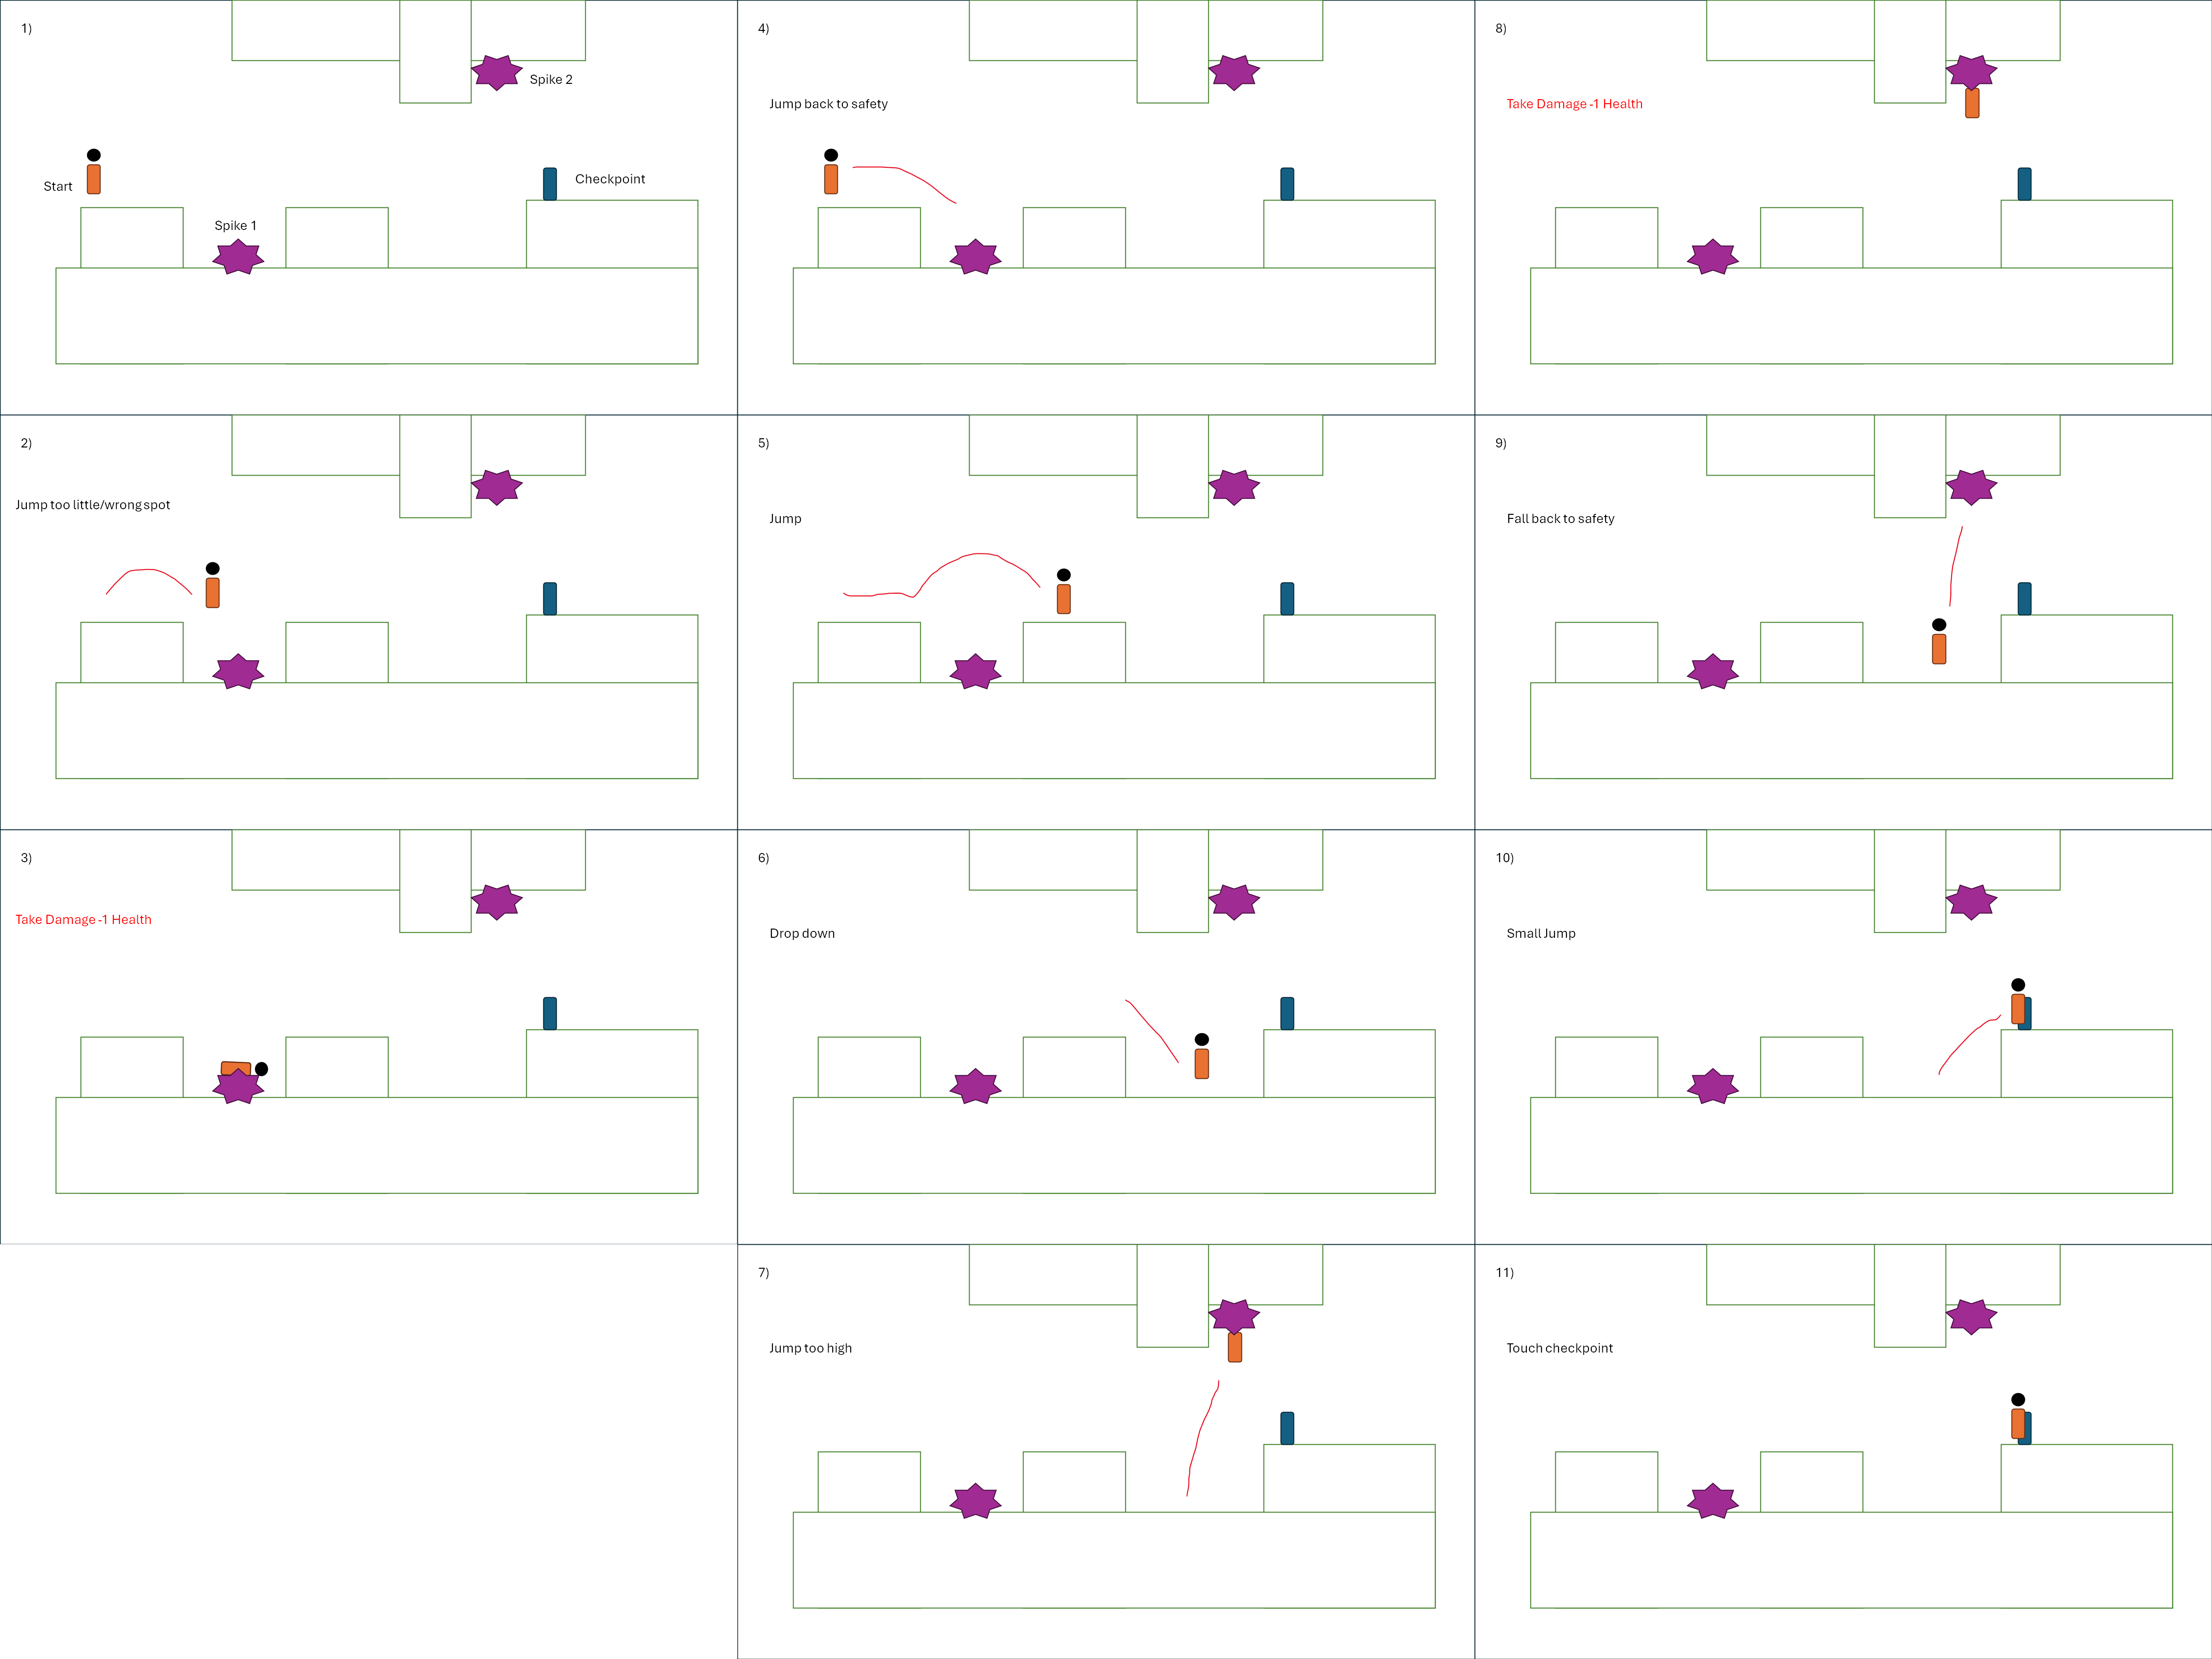 1)
Spike 2
Start
Checkpoint
Spike 1
2)
Jump too little/wrong spot
3)
Take Damage -1 Health
4)
Jump back to safety
5)
Jump
6)
Drop down
7)
Jump too high
8)
Take Damage -1 Health
9)
Fall back to safety
10)
Small Jump
11)
Touch checkpoint